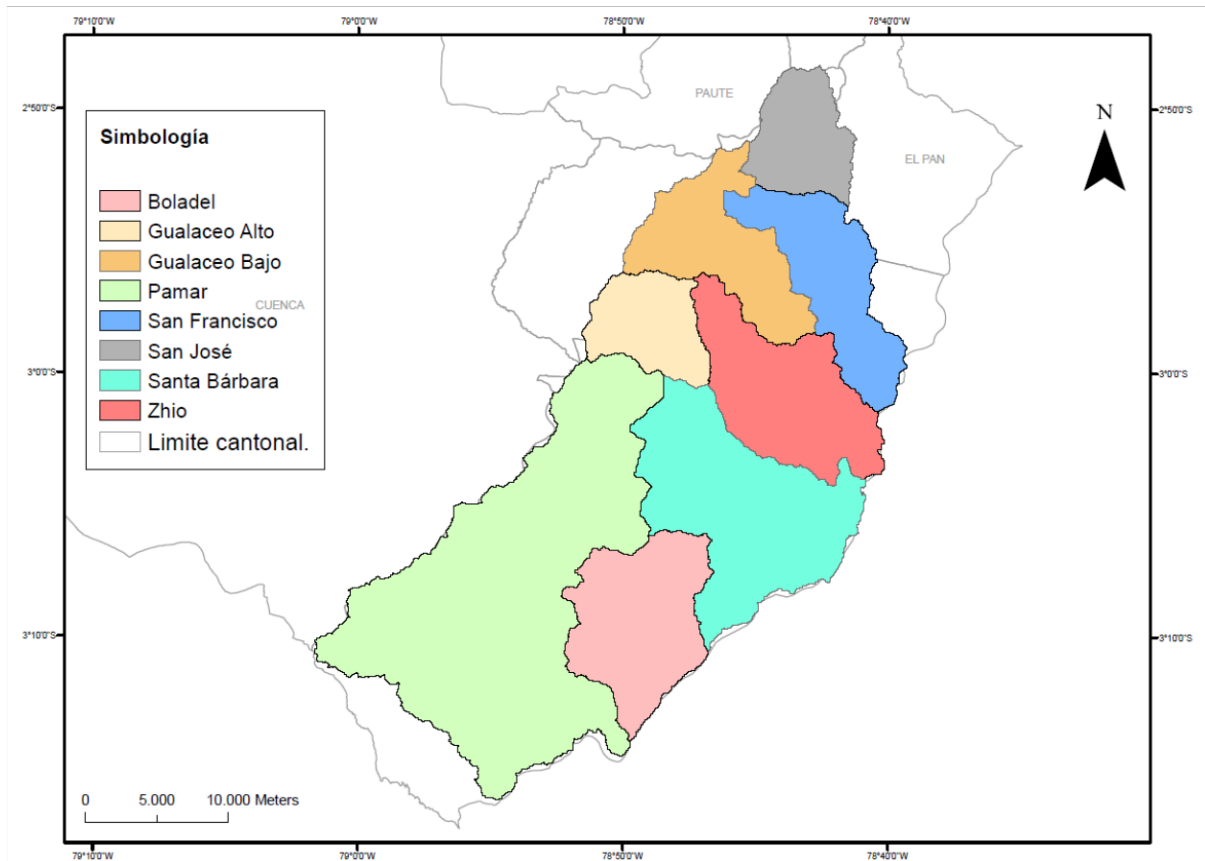 79°10'0"W 79°0'0"W 78°50'0"W 78°40'0"W
2°50'0"S
2°50'0"S
PAUTE
N
EL PAN
Simbología
Boladel
Gualaceo Alto
Gualaceo Bajo
Pamar
CUENCA
San Francisco
San José
Santa Bárbara
Zhio
Limite cantonal.
3°0'0"S
3°0'0"S
3°10'0"S
3°10'0"S
0 5.000 10.000 Meters
79°10'0"W 79°0'0"W 78°50'0"W 78°40'0"W